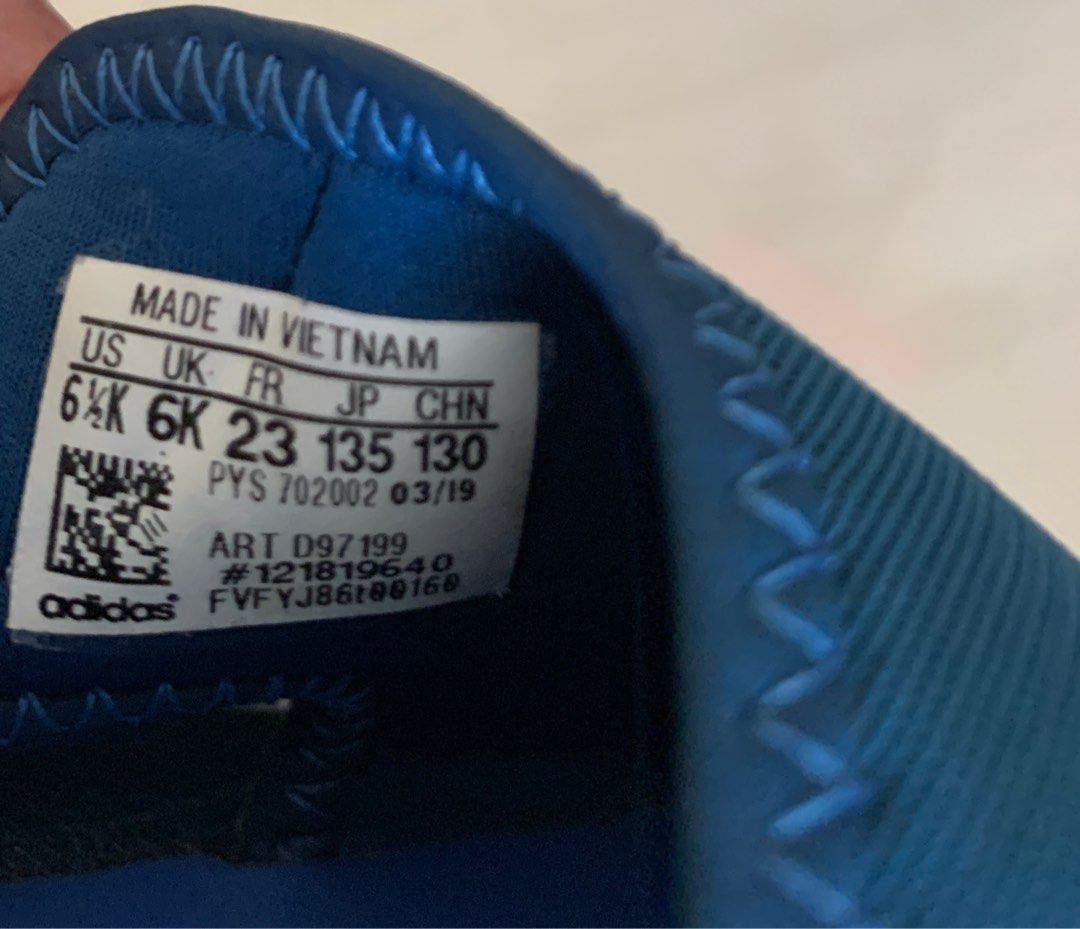 MADE IN VIETNAM
US UK FR JP CHN
6½K 6K 23 135 130
PYS 702002 03/19
ART D97199
#121819640
adidas® FVFYJ86t00160